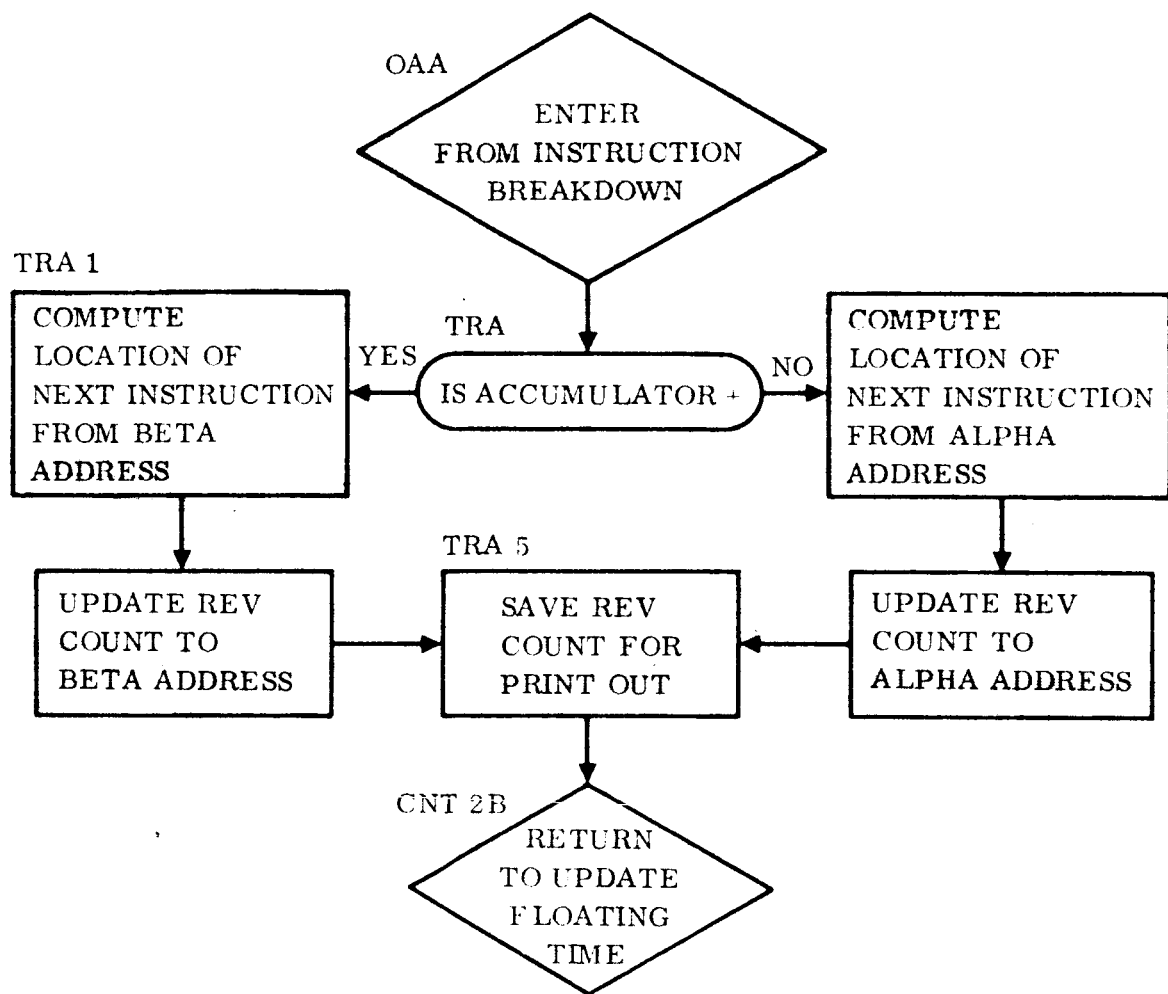 OAA
ENTER
FROM INSTRUCTION
BREAKDOWN
TRA 1
COMPUTE
LOCATION OF
NEXT INSTRUCTION
FROM BETA
ADDRESS
YES
TRA
IS ACCUMULATOR +
NO
COMPUTE
LOCATION OF
NEXT INSTRUCTION
FROM ALPHA
ADDRESS
UPDATE REV
COUNT TO
BETA ADDRESS
TRA 5
SAVE REV
COUNT FOR
PRINT OUT
UPDATE REV
COUNT TO
ALPHA ADDRESS
CNT 2B
RETURN
TO UPDATE
FLOATING
TIME